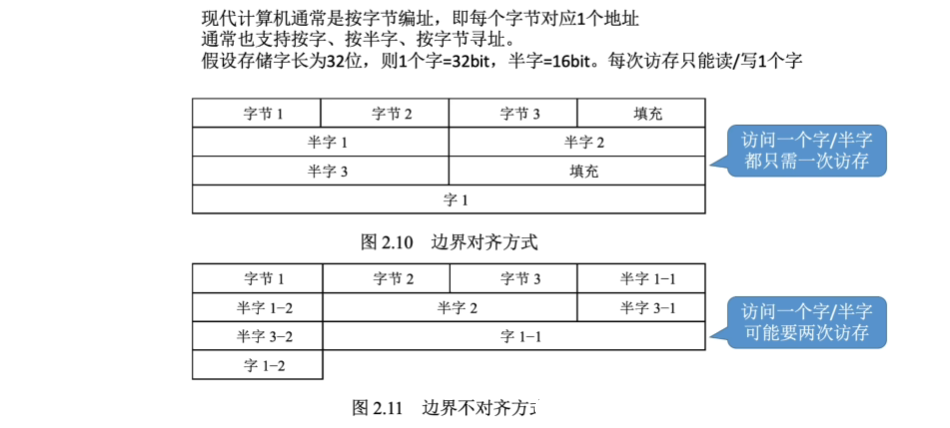 现代计算机通常是按字节编址，即每个字节对应1个地址
通常也支持按字、按半字、按字节寻址。
假设存储字长为32位，则1个字=32bit，半字=16bit。每次访存只能读/写1个字
字节 1 字节 2 字节 3 填充
半字 1 半字 2
半字 3 填充
字 1
访问一个字/半字
都只需一次访存
图 2.10 边界对齐方式
字节 1 字节 2 字节 3 半字 1-1
半字 1-2 半字 2 半字 3-1
半字 3-2 字 1-1
字 1-2
访问一个字/半字
可能要两次访存
图 2.11 边界不对齐方